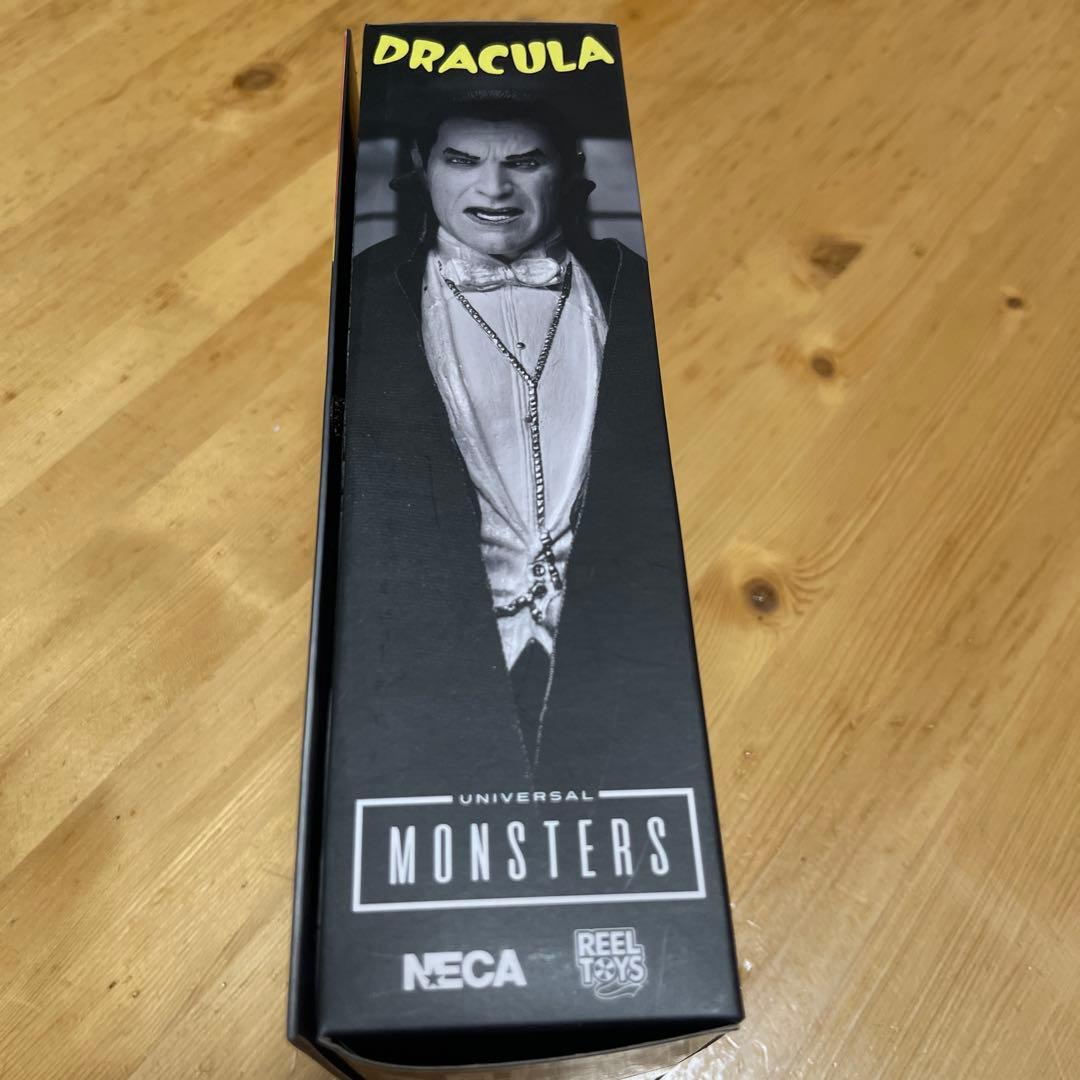 DRACULA
UNIVERSAL
MONSTERS
NECA
REEL
TOYS